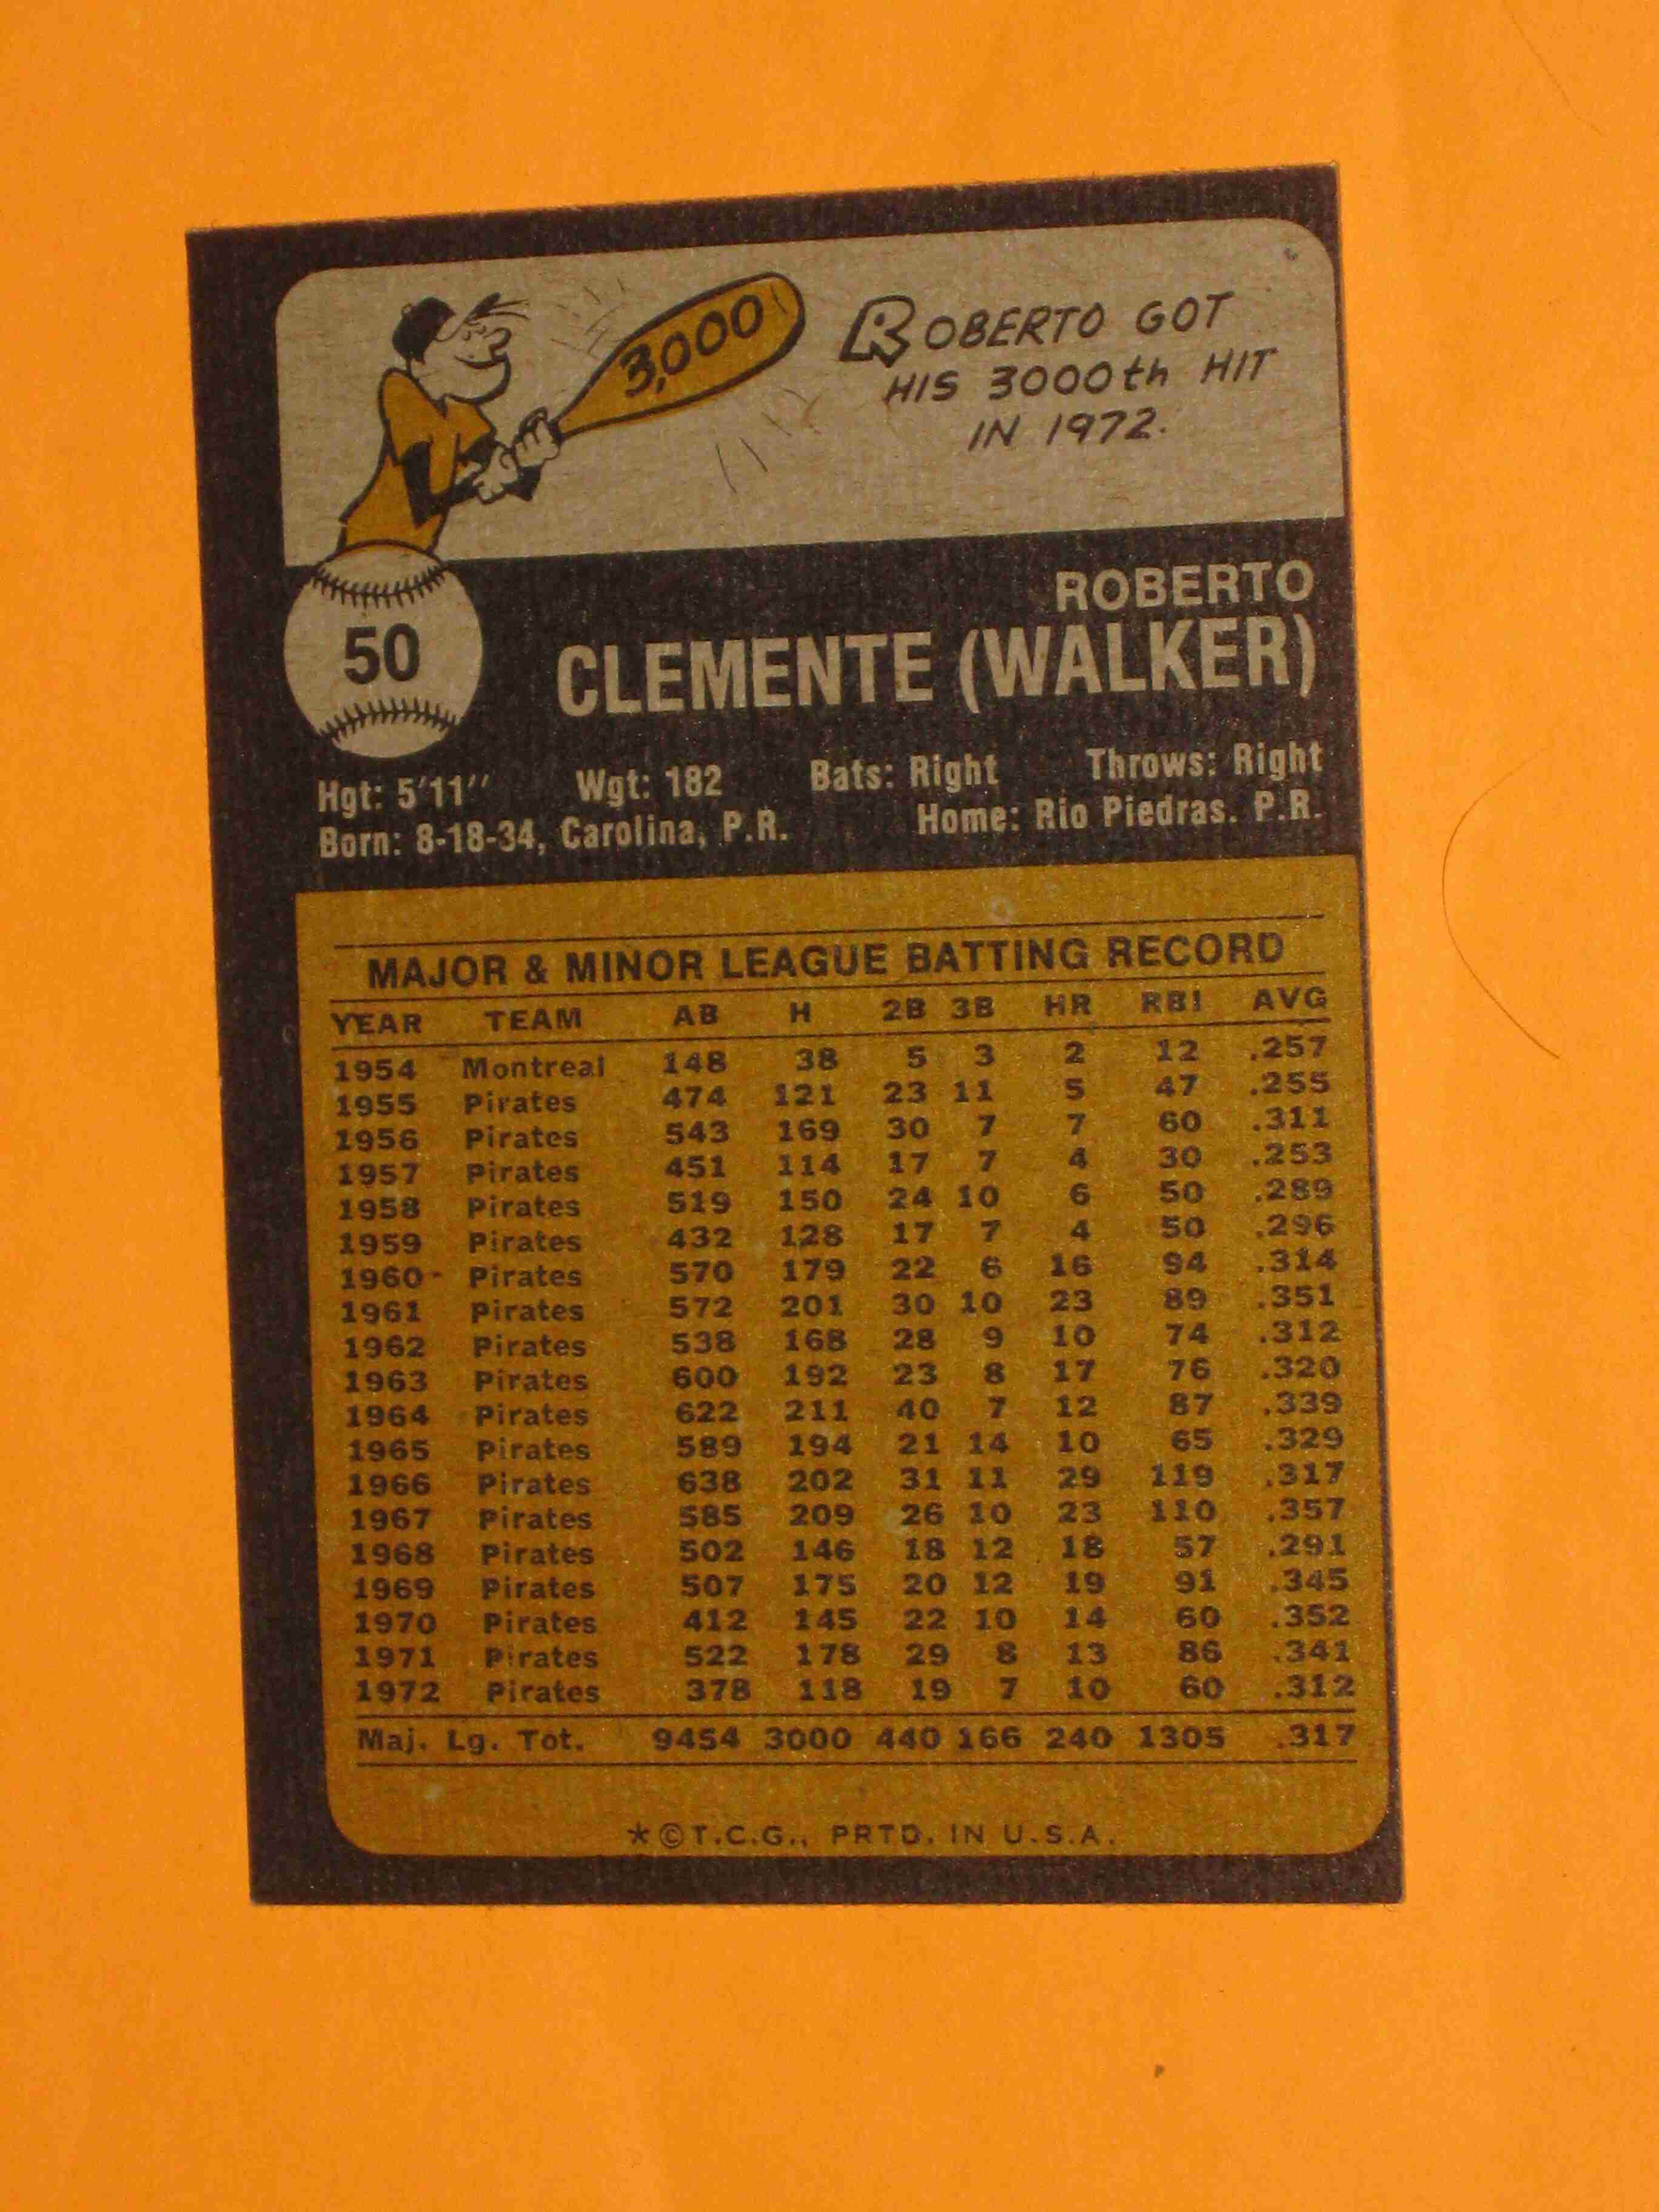 3,000
ROBERTO GOT
HIS 3000th HIT
IN 1972.
50
ROBERTO
CLEMENTE (WALKER)
Hgt: 5'11'' Wgt: 182 Bats: Right Throws: Right
Born: 8-18-34, Carolina, P.R. Home: Rio Piedras. P.R.
MAJOR & MINOR LEAGUE BATTING RECORD
YEAR TEAM AB H 2B 3B HR RBI AVG
1954 Montreal 148 38 5 3 2 12 .257
1955 Pirates 474 121 23 11 5 47 .255
1956 Pirates 543 169 30 7 7 60 .311
1957 Pirates 451 114 17 7 4 30 .253
1958 Pirates 519 150 24 10 6 50 .289
1959 Pirates 432 128 17 7 4 50 .296
1960 Pirates 570 179 22 6 16 94 .314
1961 Pirates 572 201 30 10 23 89 .351
1962 Pirates 538 168 28 9 10 74 .312
1963 Pirates 600 192 23 8 17 76 .320
1964 Pirates 622 211 40 7 12 87 .339
1965 Pirates 589 194 21 14 10 65 .329
1966 Pirates 638 202 31 11 29 119 .317
1967 Pirates 585 209 26 10 23 110 .357
1968 Pirates 502 146 18 12 18 57 .291
1969 Pirates 507 175 20 12 19 91 .345
1970 Pirates 412 145 22 10 14 60 .352
1971 Pirates 522 178 29 8 13 86 .341
1972 Pirates 378 118 19 7 10 60 .312
Maj. Lg. Tot. 9454 3000 440 166 240 1305 .317
*©T.C.G., PRTD. IN U.S.A.